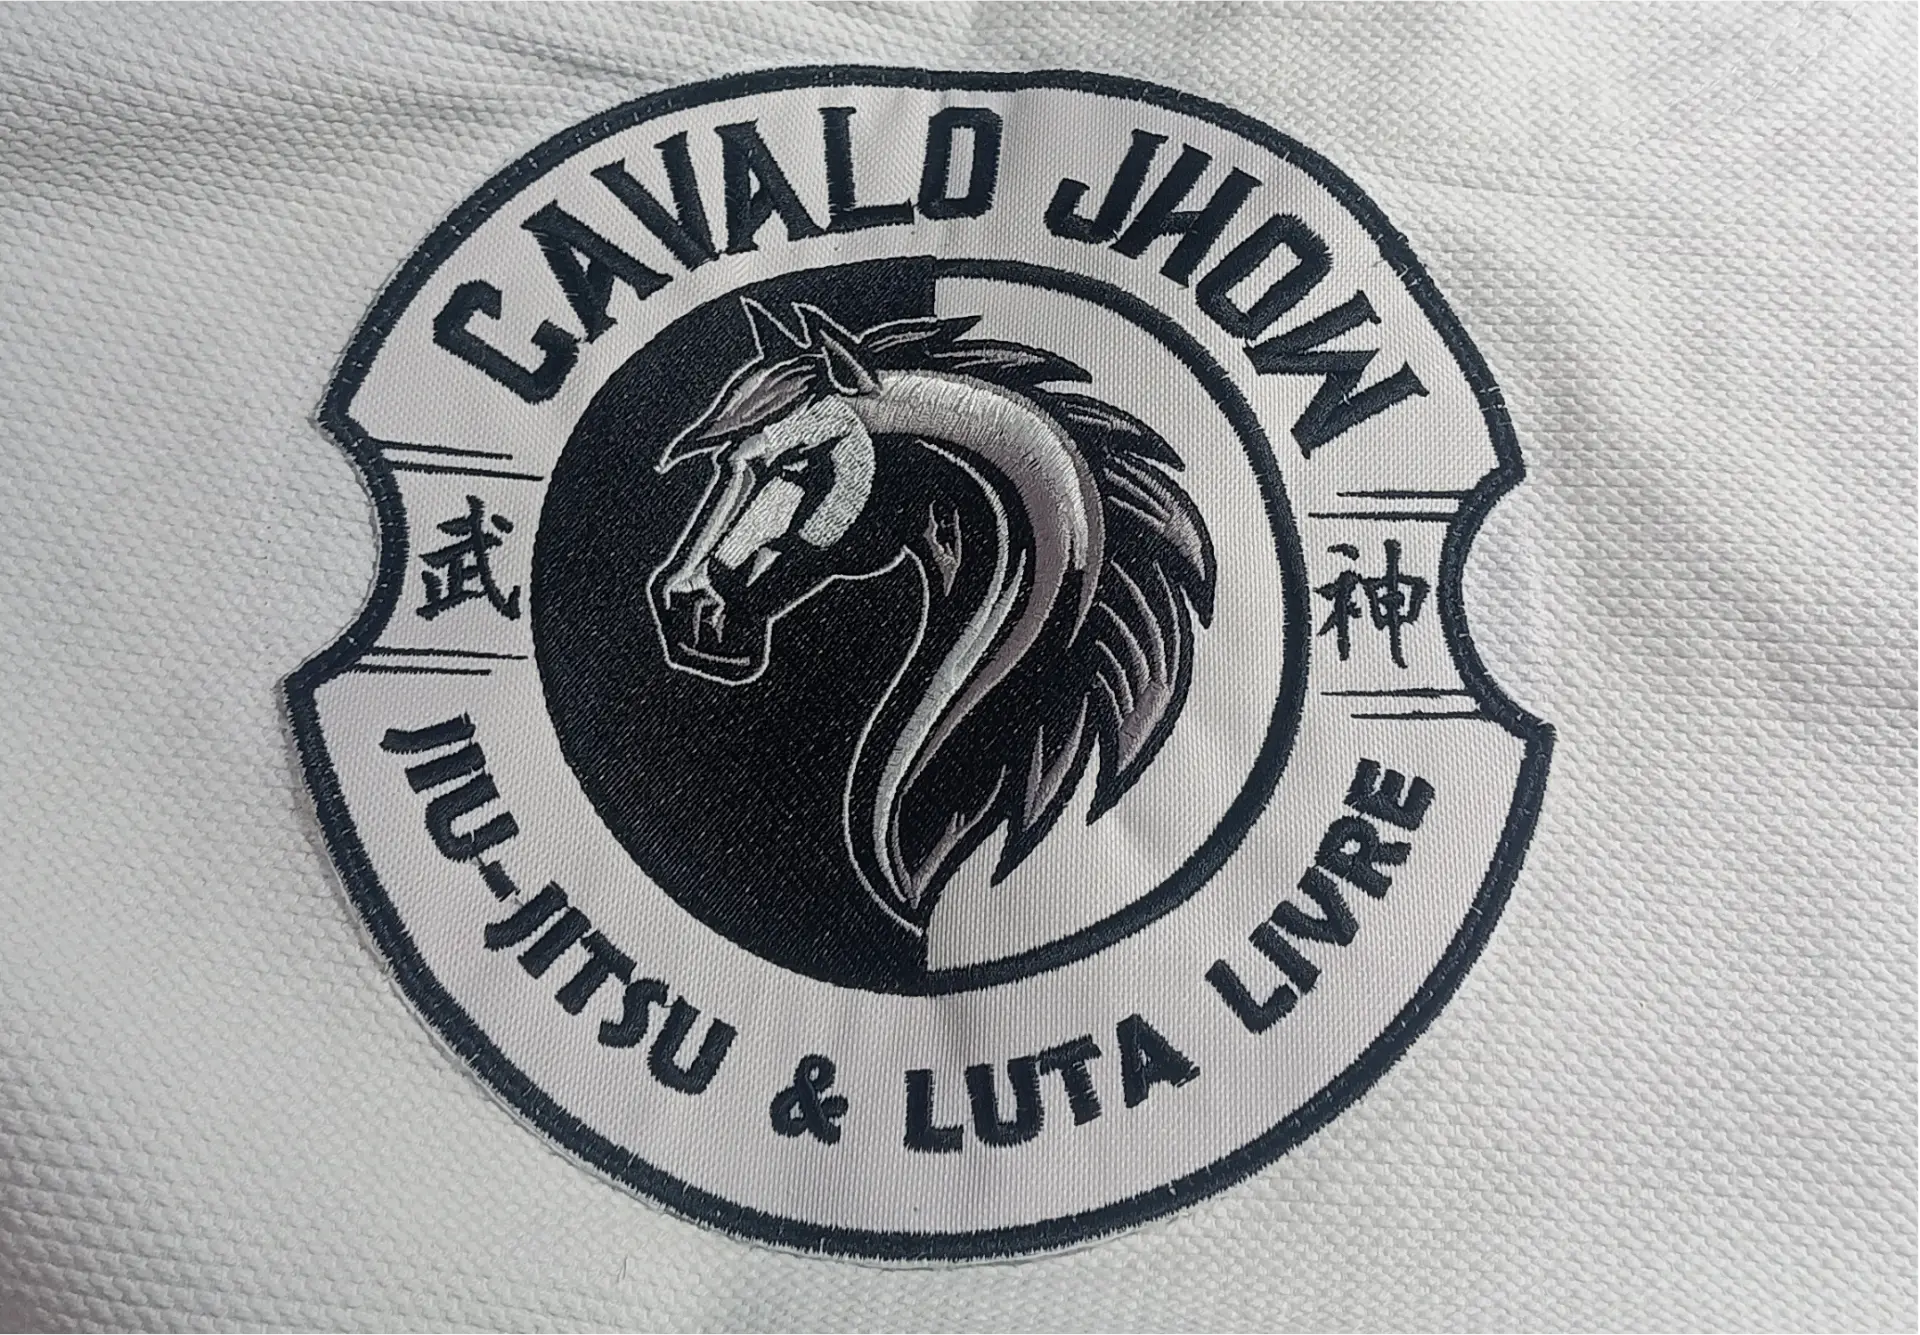 CAVALO JHOW
武 神
JIU-JITSU & LUTA LIVRE